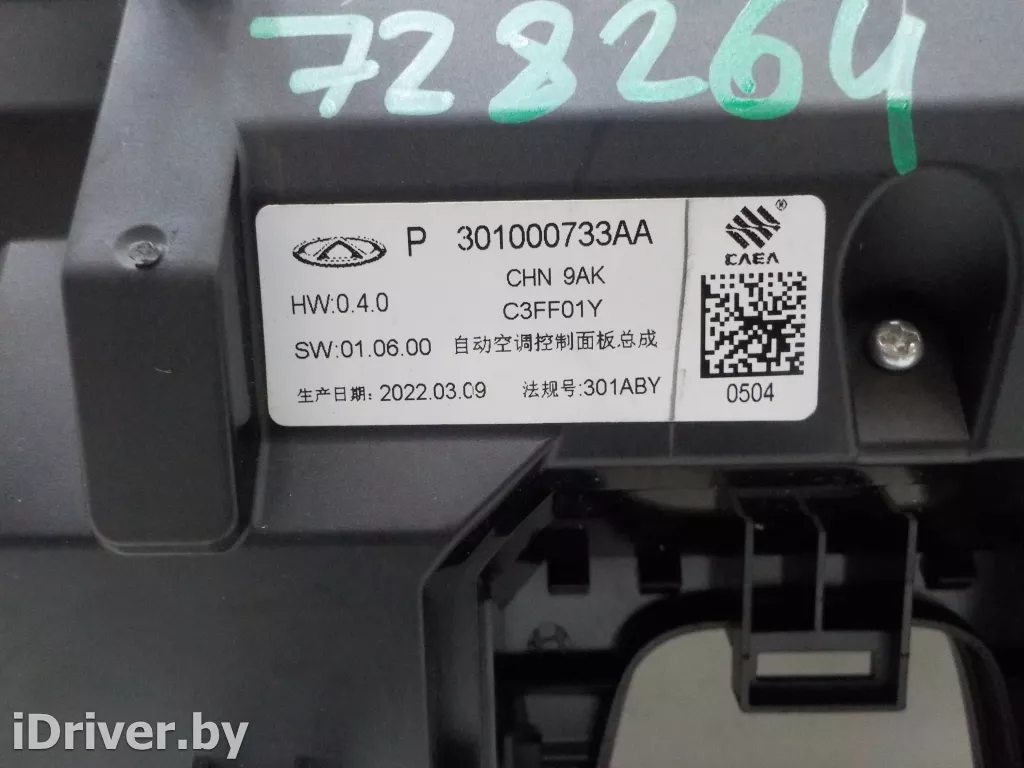 728264
P 301000733AA
CAEA®
CHN 9AK
HW:0.4.0 C3FF01Y
SW:01.06.00 自动空调控制面板总成
生产日期: 2022.03.09 法规号:301ABY
0504
iDriver.by